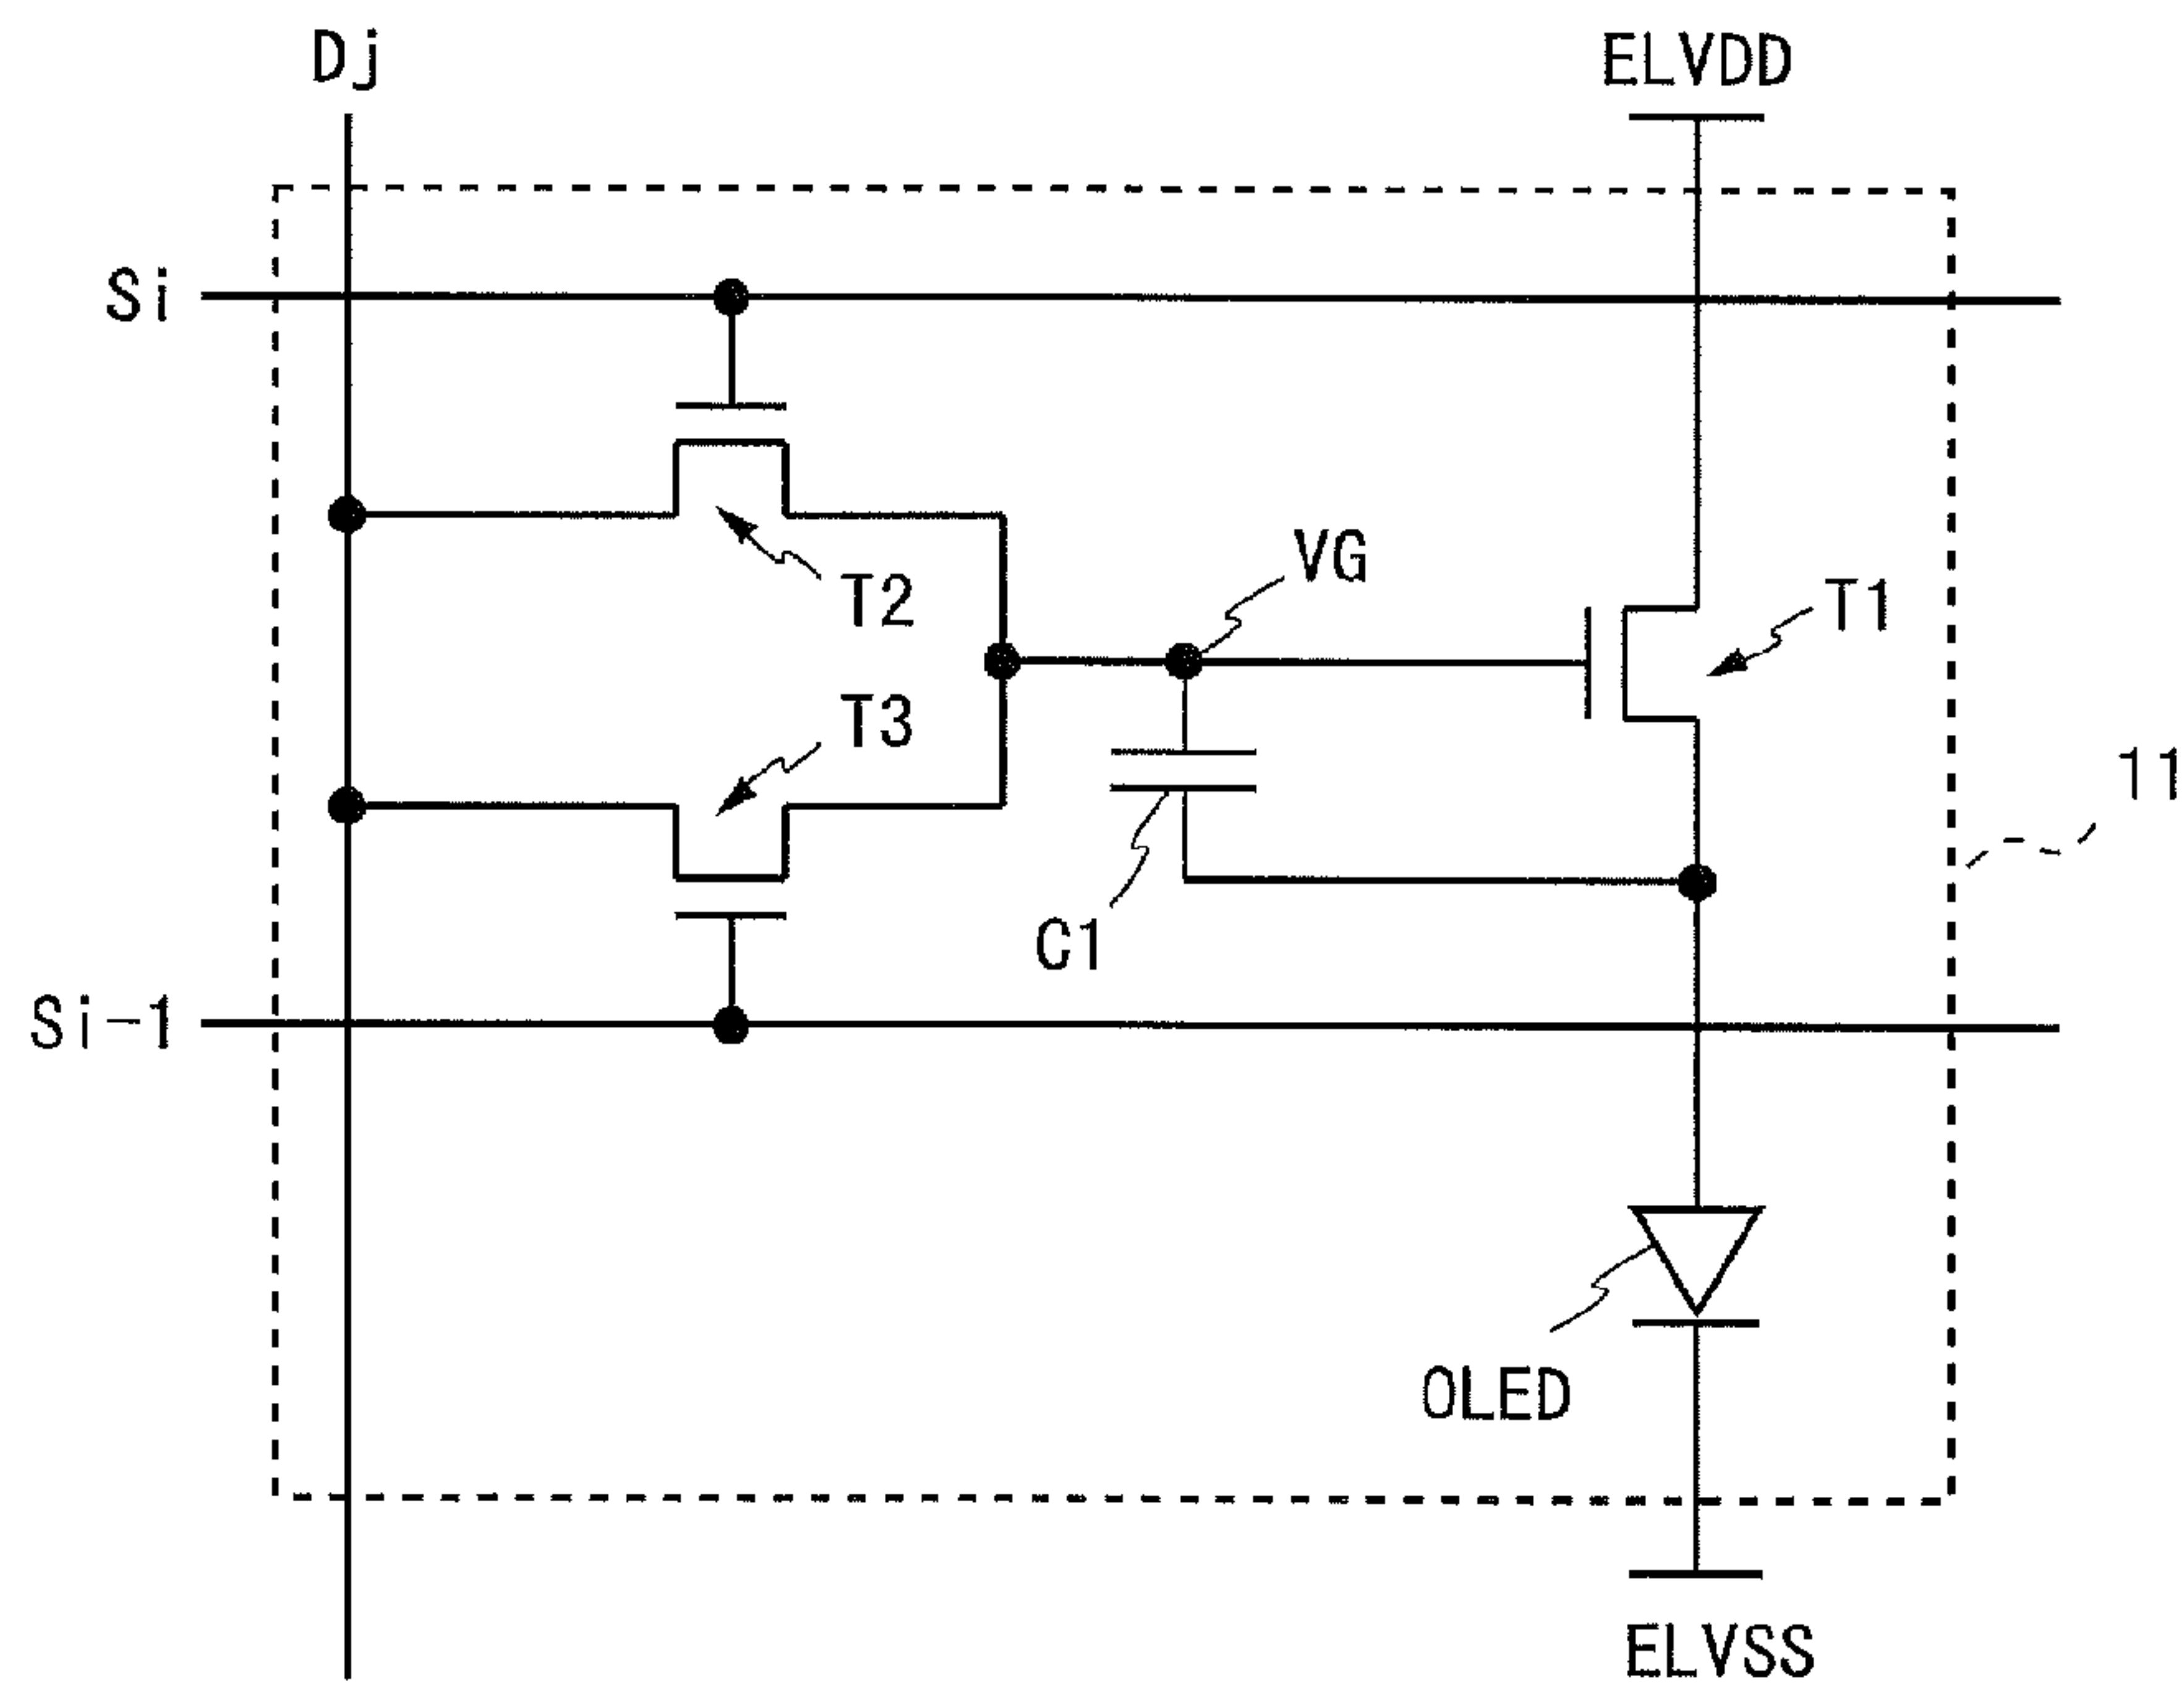 Dj
ELVDD
Si
VG
T2
T1
T3
11
C1
Si-1
OLED
ELVSS